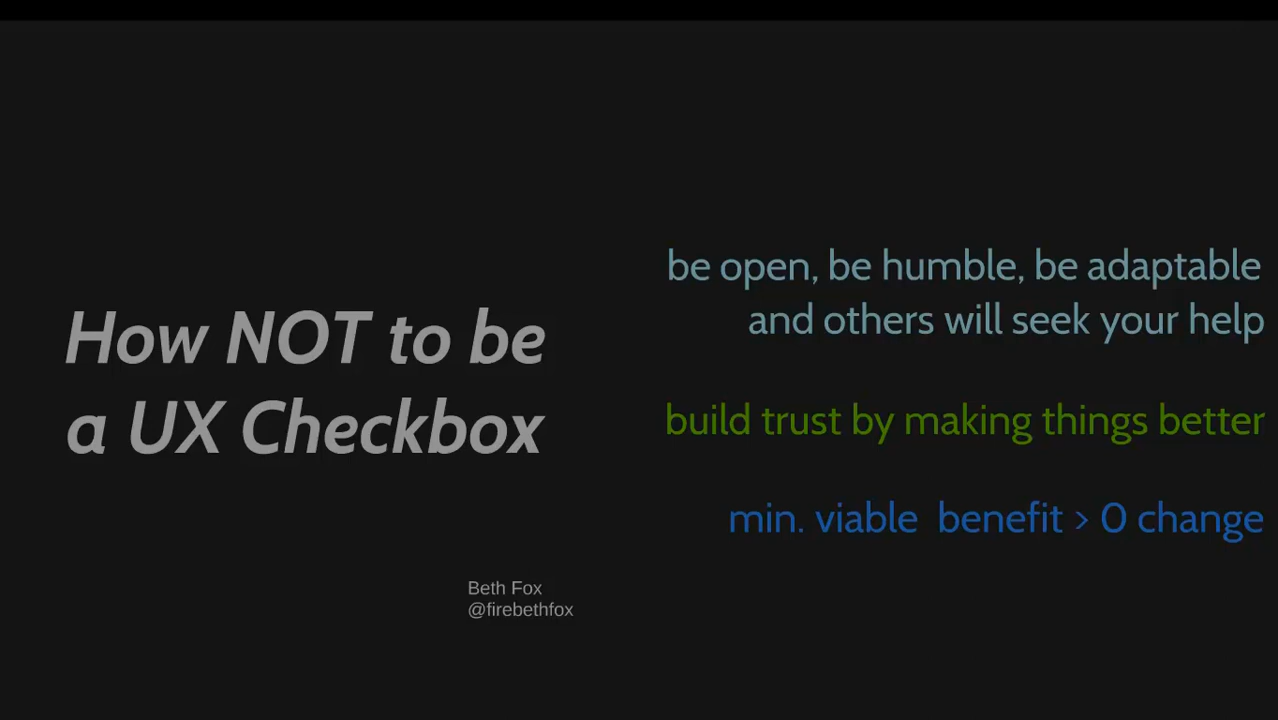 How NOT to be
a UX Checkbox
Beth Fox
@firebethfox
be open, be humble, be adaptable
and others will seek your help
build trust by making things better
min. viable benefit > 0 change